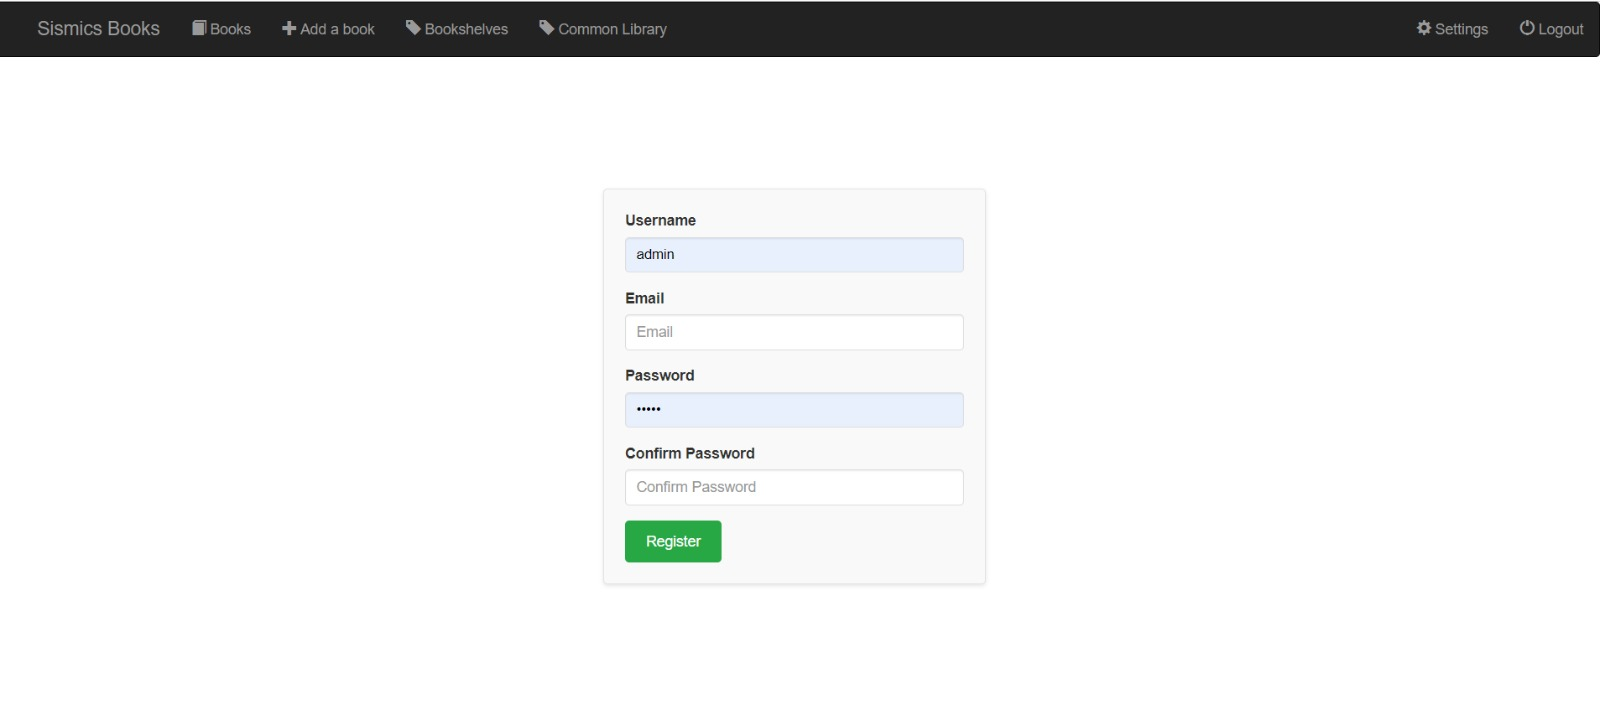 Sismics Books Books Add a book Bookshelves Common Library Settings Logout
Username
admin
Email
Email
Password
•••••
Confirm Password
Confirm Password
Register